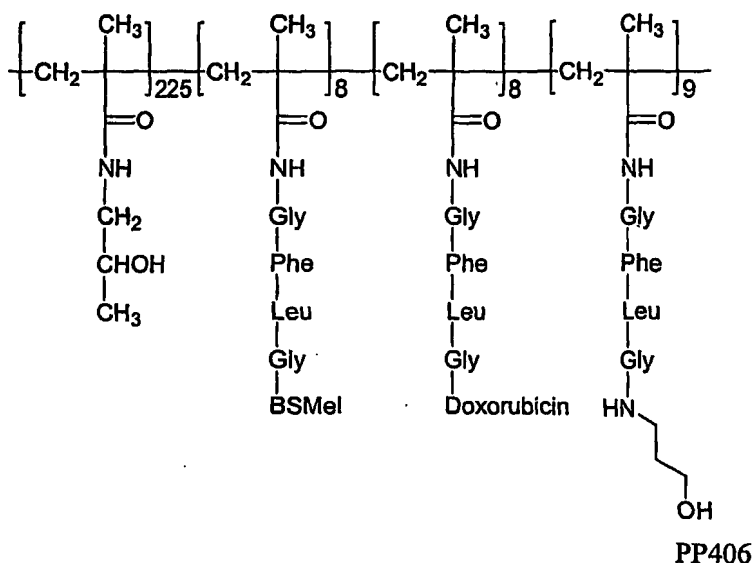 CH₃ CH₃ CH₃ CH₃
CH₂ CH₂ CH₂ CH₂
225 8 8 9
O O O O
NH NH NH NH
CH₂ Gly Gly Gly
CHOH Phe Phe Phe
CH₃ Leu Leu Leu
Gly Gly Gly
BSMel Doxorubicin HN
OH
PP406